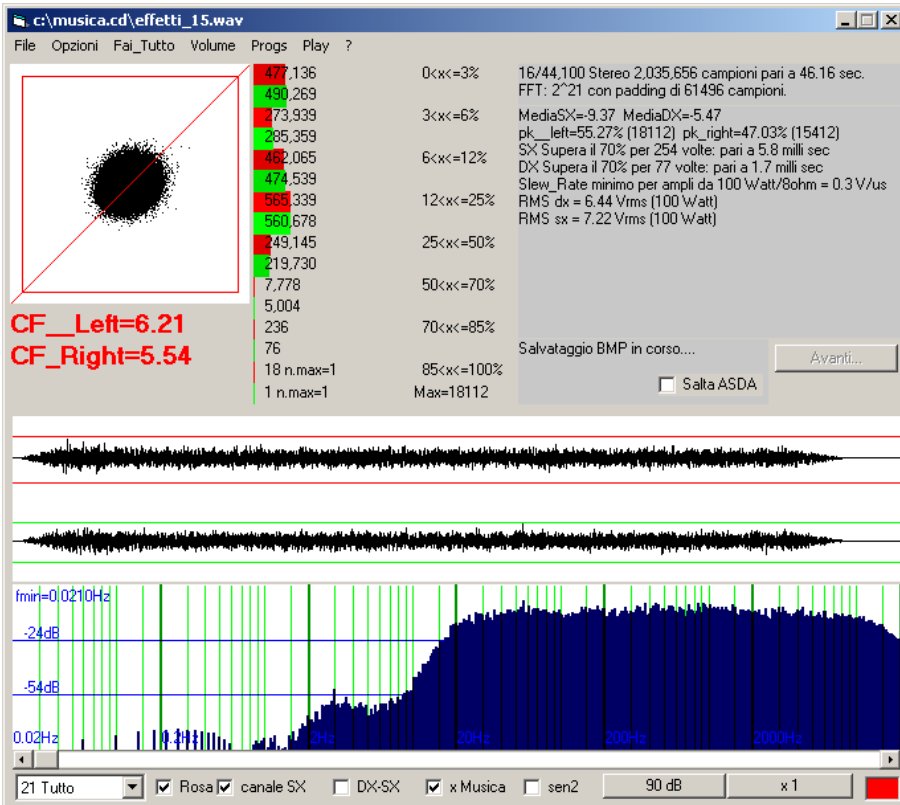 c:\musica.cd\effetti_15.wav
File Opzioni Fai_Tutto Volume Progs Play ?
477,136 0<x<=3%
490,269
273,939 3<x<=6%
285,359
462,065 6<x<=12%
474,539
565,339 12<x<=25%
560,678
249,145 25<x<=50%
219,730
7,778 50<x<=70%
5,004
236 70<x<=85%
76
18 n.max=1 85<x<=100%
1 n.max=1 Max=18112
CF__Left=6.21
CF_Right=5.54
16/44,100 Stereo 2,035,656 campioni pari a 46.16 sec.
FFT: 2^21 con padding di 61496 campioni.
MediaSX=-9.37 MediaDX=-5.47
pk__left=55.27% (18112) pk_right=47.03% (15412)
SX Supera il 70% per 254 volte: pari a 5.8 milli sec
DX Supera il 70% per 77 volte: pari a 1.7 milli sec
Slew_Rate minimo per ampli da 100 Watt/8ohm = 0.3 V/us
RMS dx = 6.44 Vrms (100 Watt)
RMS sx = 7.22 Vrms (100 Watt)
Salvataggio BMP in corso....
Avanti...
Salta ASDA
fmin=0.0210Hz
-24dB
-54dB
0.02Hz 0.2Hz 2Hz 20Hz 200Hz 2000Hz
21 Tutto Rosa canale SX DX-SX x Musica sen2 90 dB x 1